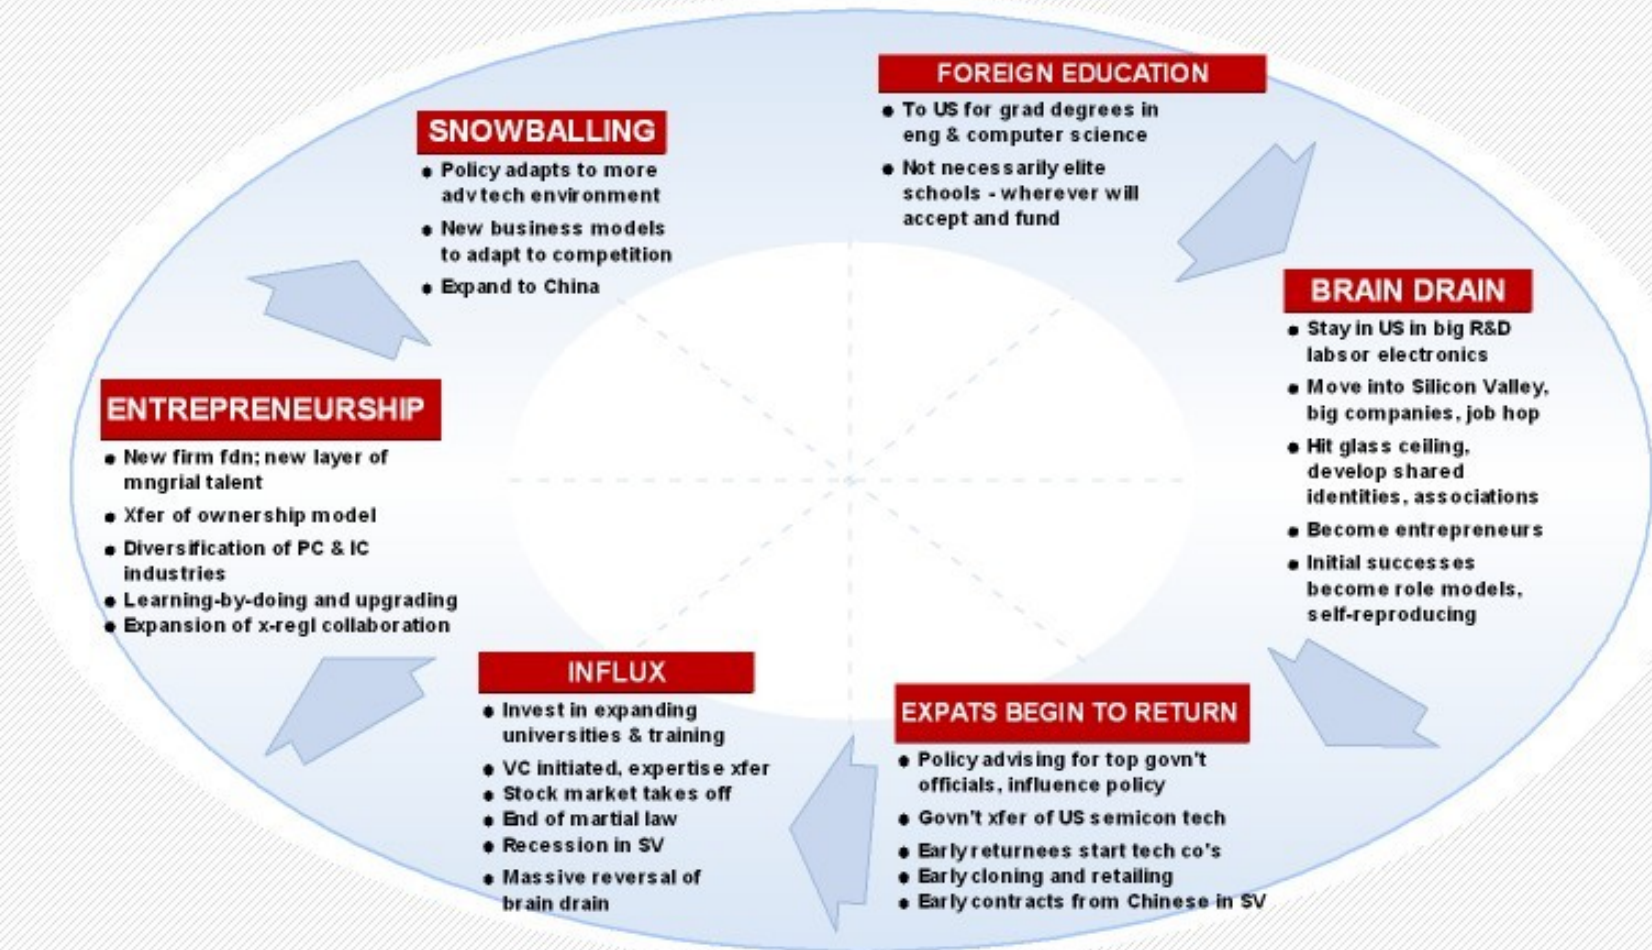 FOREIGN EDUCATION
● To US for grad degrees in
eng & computer science
● Not necessarily elite
schools - wherever will
accept and fund
BRAIN DRAIN
● Stay in US in big R&D
labs or electronics
● Move into Silicon Valley,
big companies, job hop
● Hit glass ceiling,
develop shared
identities, associations
● Become entrepreneurs
● Initial successes
become role models,
self-reproducing
EXPATS BEGIN TO RETURN
● Policy advising for top govn't
officials, influence policy
● Govn't xfer of US semicon tech
● Early returnees start tech co's
● Early cloning and retailing
● Early contracts from Chinese in SV
INFLUX
● Invest in expanding
universities & training
● VC initiated, expertise xfer
● Stock market takes off
● End of martial law
● Recession in SV
● Massive reversal of
brain drain
ENTREPRENEURSHIP
● New firm fdn; new layer of
mngrial talent
● Xfer of ownership model
● Diversification of PC & IC
industries
● Learning-by-doing and upgrading
● Expansion of x-regl collaboration
SNOWBALLING
● Policy adapts to more
adv tech environment
● New business models
to adapt to competition
● Expand to China